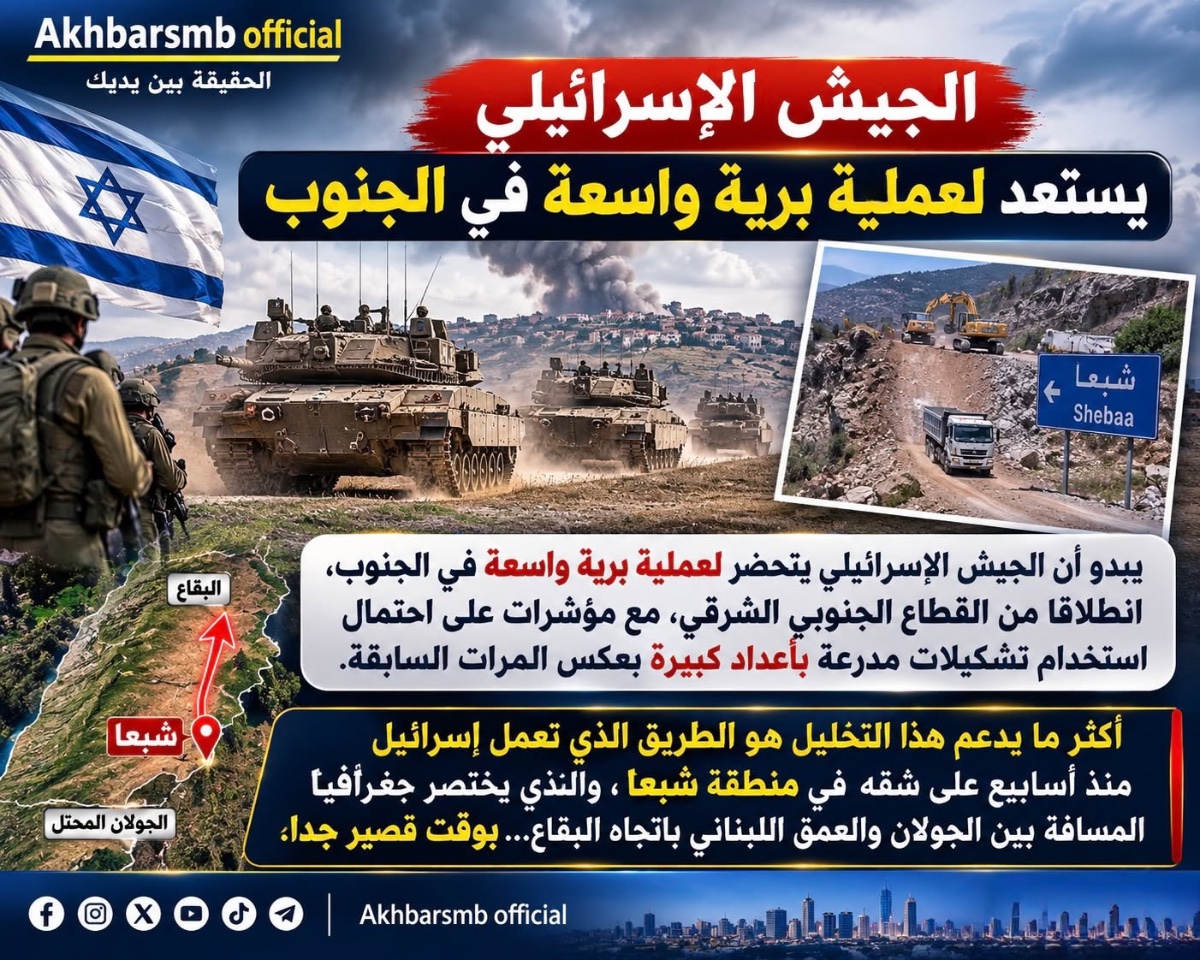 Akhbarsmb official
الحقيقة بين يديك
الجيش الإسرائيلي
يستعد لعملية برية واسعة في الجنوب
شبعا
Shebaa
يبدو أن الجيش الإسرائيلي يتحضر لعملية برية واسعة في الجنوب،
انطلاقا من القطاع الجنوبي الشرقي، مع مؤشرات على احتمال
استخدام تشكيلات مدرعة بأعداد كبيرة بعكس المرات السابقة.
البقاع
شبعا
الجولان المحتل
أكثر ما يدعم هذا التخليل هو الطريق الذي تعمل إسرائيل
منذ أسابيع على شقه في منطقة شبعا، والنذي يختصر جغرأفياً
المسافة بين الجولان والعمق اللبناني باتجاه البقاع... بوقت قصير جدا،
Akhbarsmb official